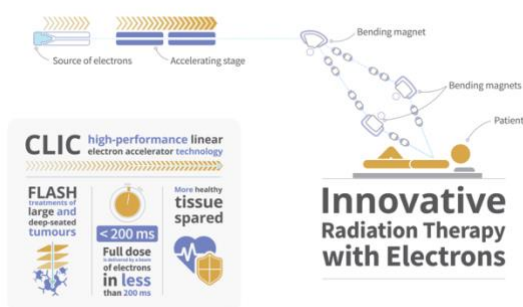 Bending magnet
Source of electrons
Accelerating stage
Bending magnets
Patient
CLIC high-performance linear
electron accelerator technology
FLASH
treatments of
large and
deep-seated
tumours
< 200 ms
Full dose
is delivered by a beam
of electrons
in less
than 200 ms
More healthy
tissue
spared
Innovative
Radiation Therapy
with Electrons